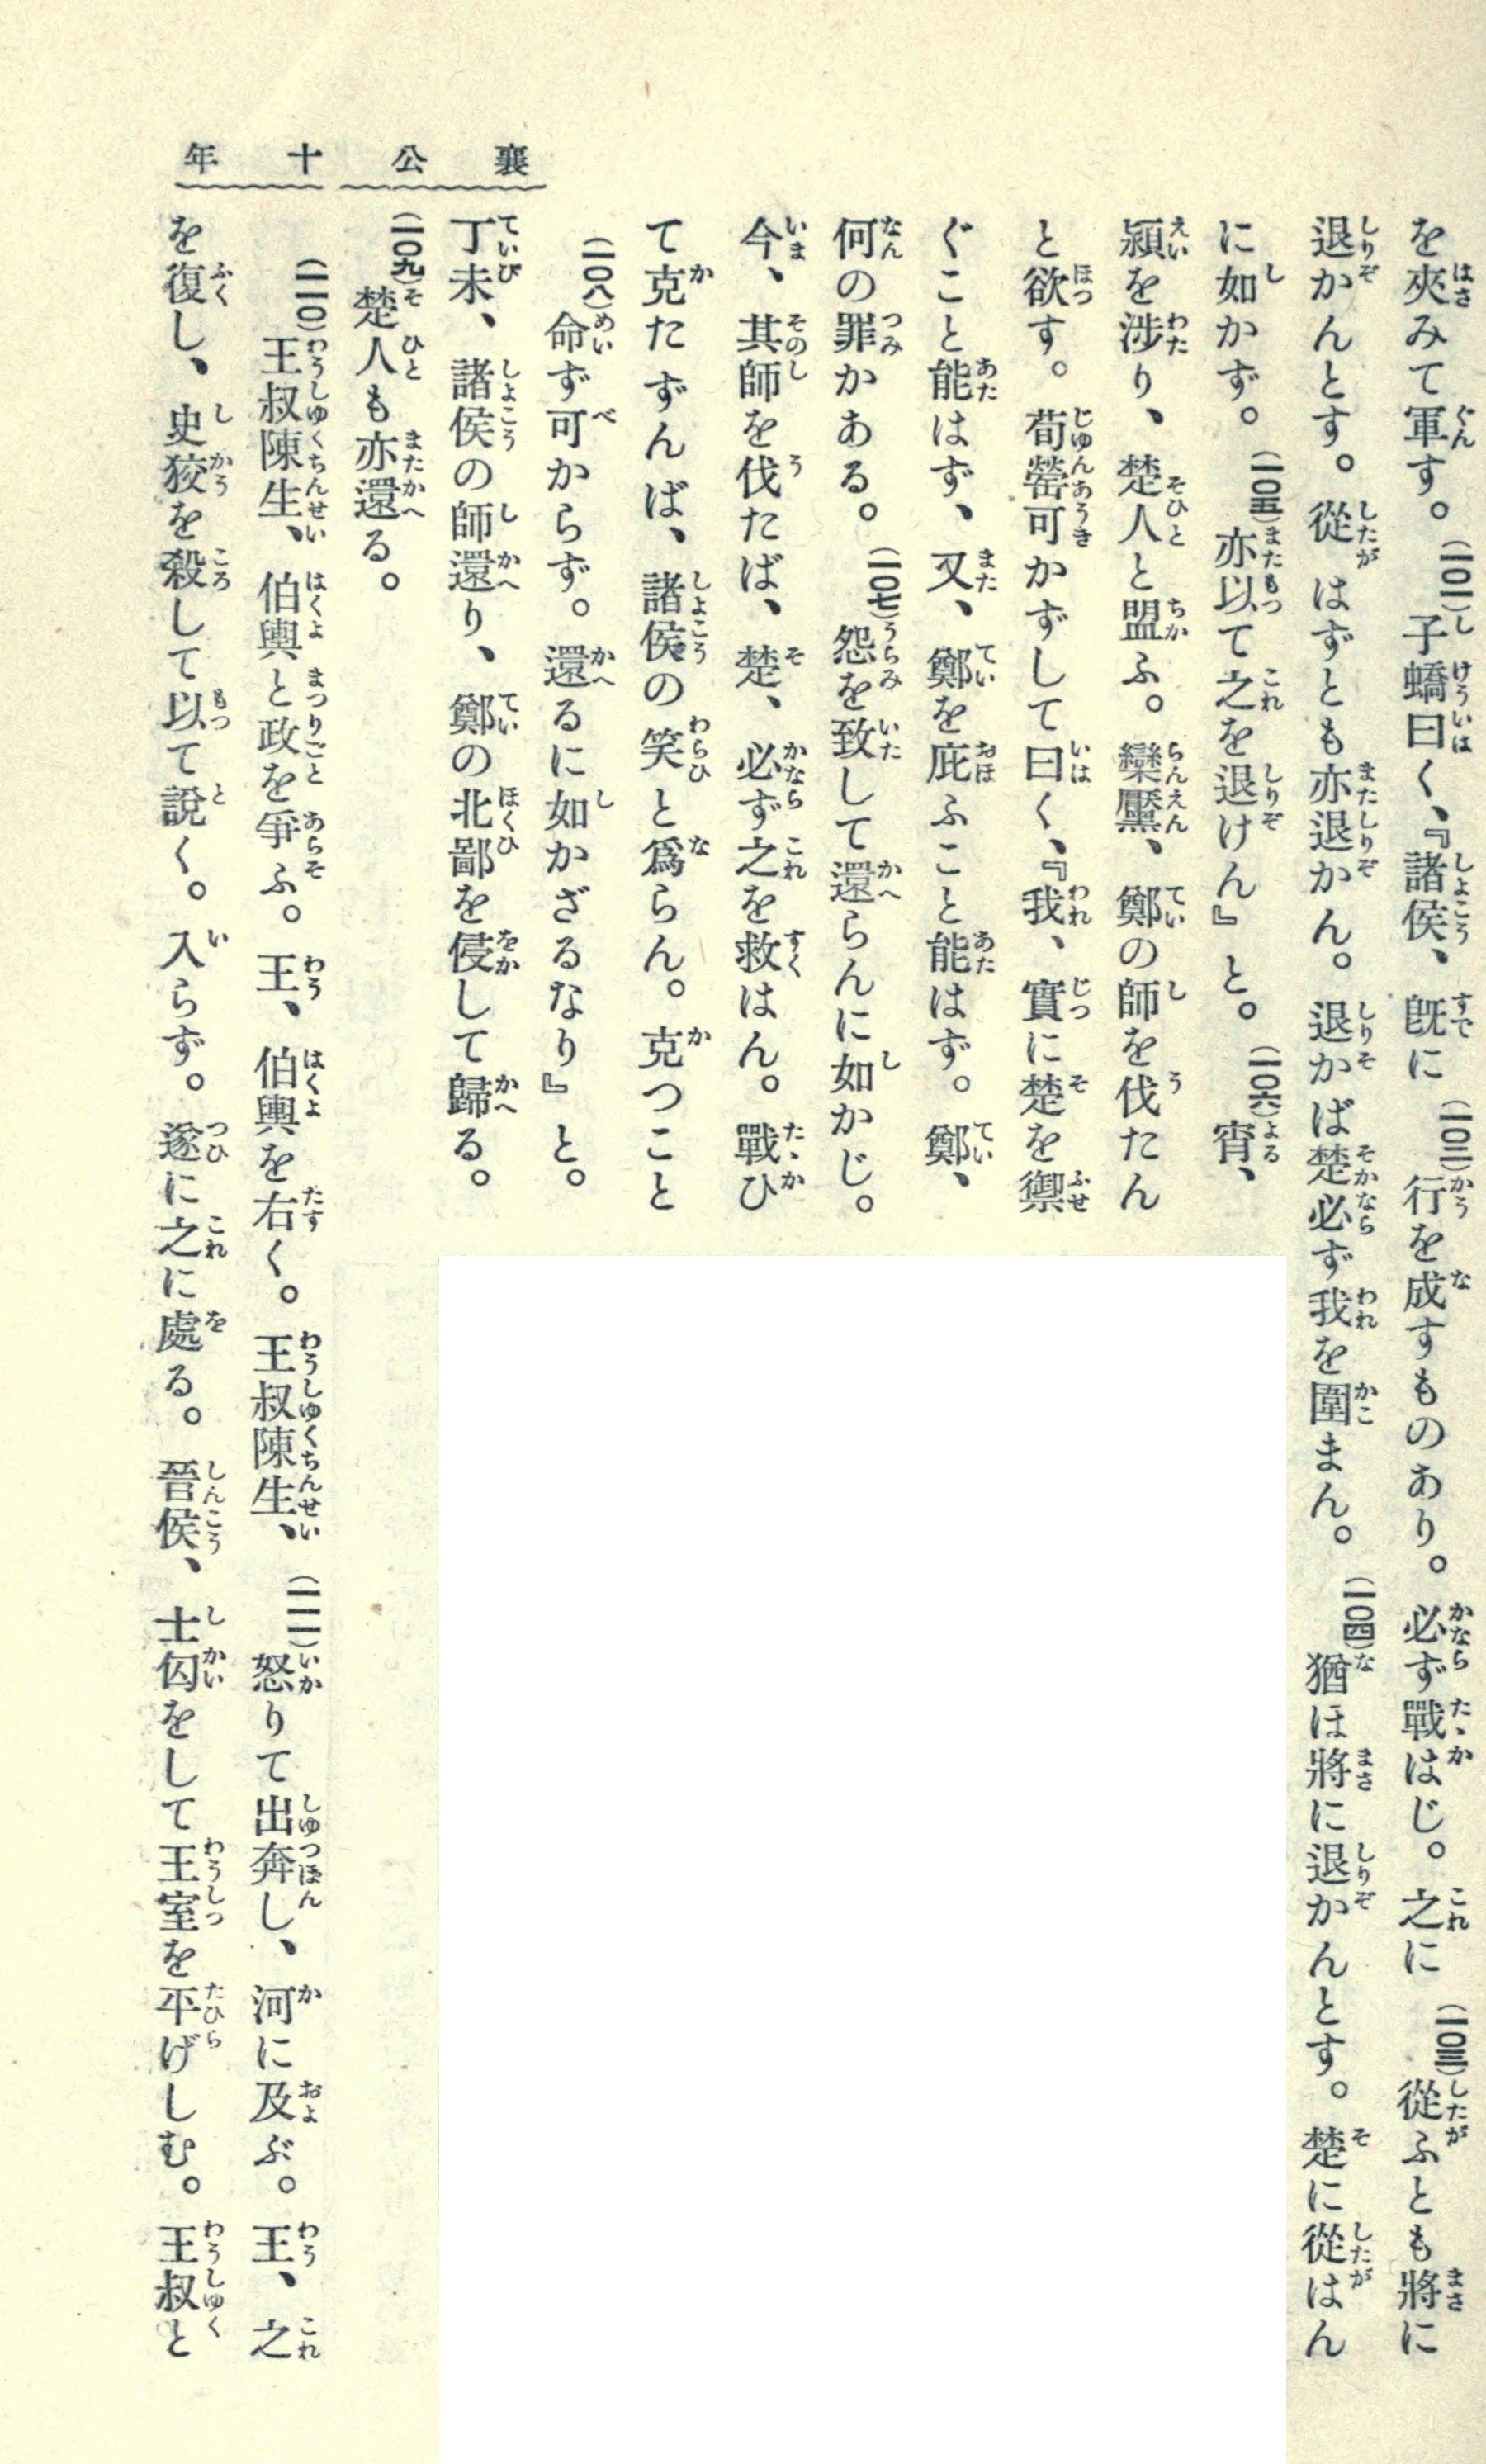 襄公十年
を夾みて軍す。(一〇一)子蟜曰く、『諸侯、旣に(一〇二)行を成すものあり。必ず戰はじ。之に(一〇三)從ふとも將に
退かんとす。從はずとも亦退かん。退かば楚必ず我を圍まん。(一〇四)猶ほ將に退かんとす。楚に從はん
に如かず。(一〇五)亦以て之を退けん』と。(一〇六)宵、
潁を涉り、楚人と盟ふ。欒黶、鄭の師を伐たん
と欲す。荀罃可かずして曰く、『我、實に楚を禦
ぐこと能はず、又、鄭を庇ふこと能はず。鄭、
何の罪かある。(一〇七)怨を致して還らんに如かじ。
今、其師を伐たば、楚、必ず之を救はん。戰ひ
て克たずんば、諸侯の笑と爲らん。克つこと
(一〇八)命ず可からず。還るに如かざるなり』と。
丁未、諸侯の師還り、鄭の北鄙を侵して歸る。
(一〇九)楚人も亦還る。
(一一〇)王叔陳生、伯輿と政を爭ふ。王、伯輿を右く。王叔陳生、(一一一)怒りて出奔し、河に及ぶ。王、之
を復し、史狡を殺して以て說く。入らず。遂に之に處る。晉侯、士匃をして王室を平げしむ。王叔と